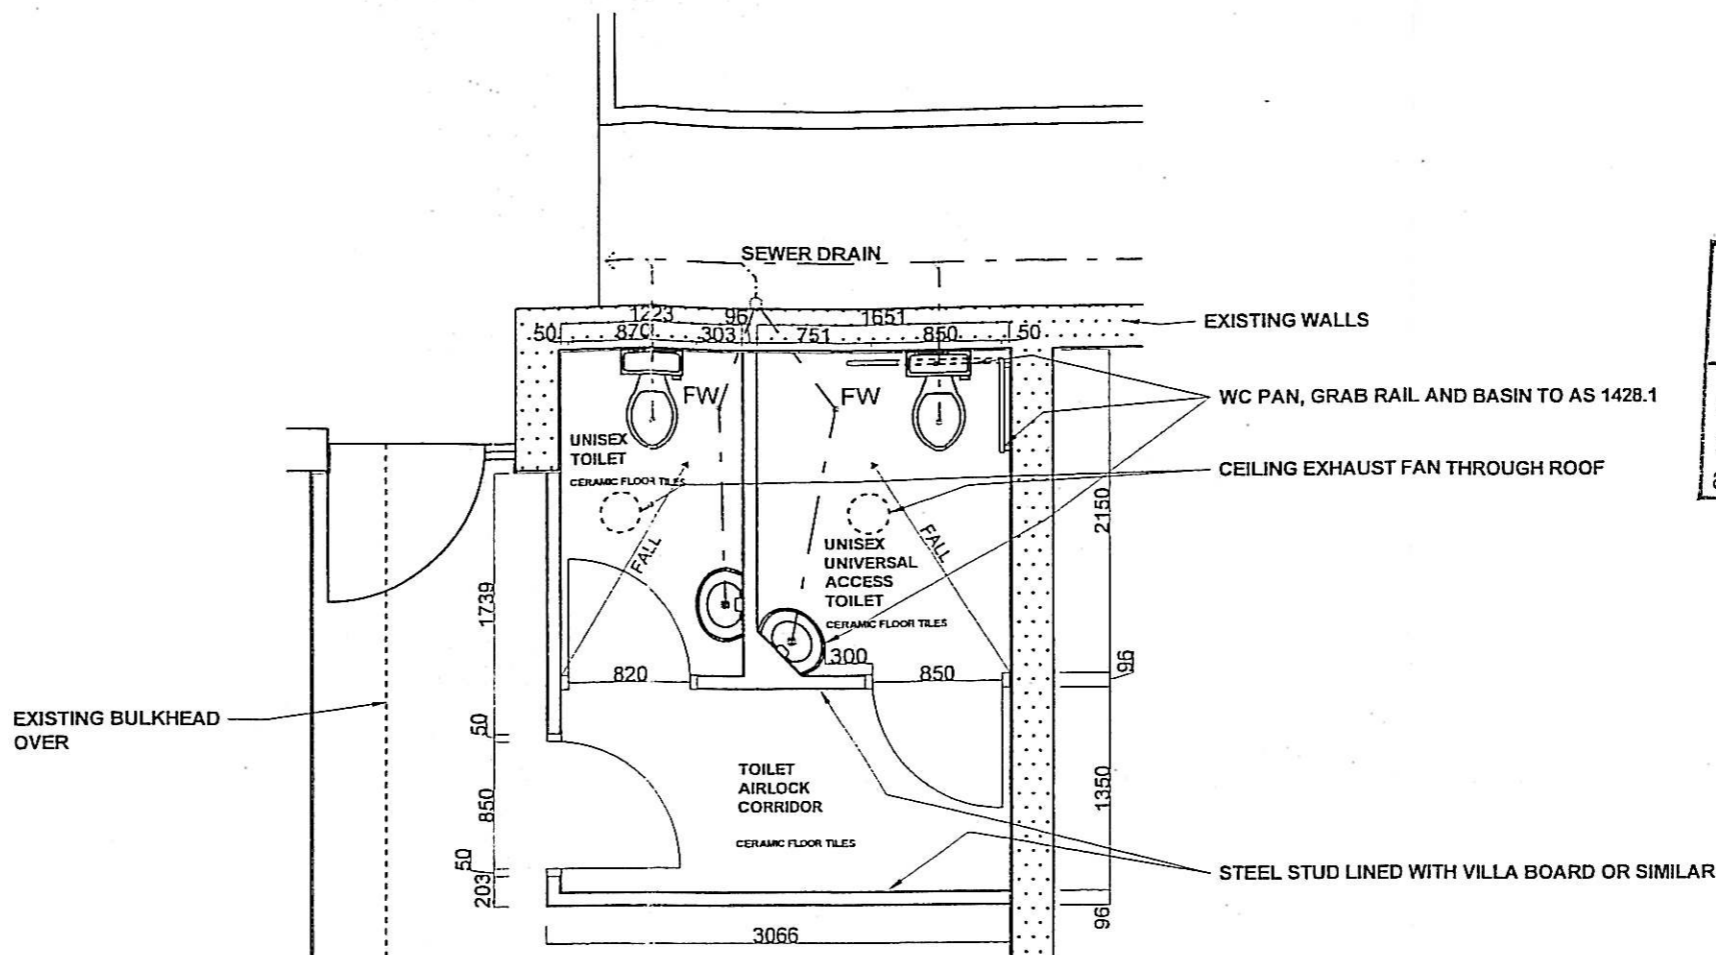 SEWER DRAIN
1223
96
1651
EXISTING WALLS
50
870
303
751
850
50
WC PAN, GRAB RAIL AND BASIN TO AS 1428.1
FW
FW
UNISEX
TOILET
CERAMIC FLOOR TILES
CEILING EXHAUST FAN THROUGH ROOF
2150
FALL
FALL
UNISEX
UNIVERSAL
ACCESS
TOILET
CERAMIC FLOOR TILES
1739
300
820
850
96
EXISTING BULKHEAD
OVER
50
TOILET
AIRLOCK
CORRIDOR
CERAMIC FLOOR TILES
850
1350
50
203
STEEL STUD LINED WITH VILLA BOARD OR SIMILAR
96
3066